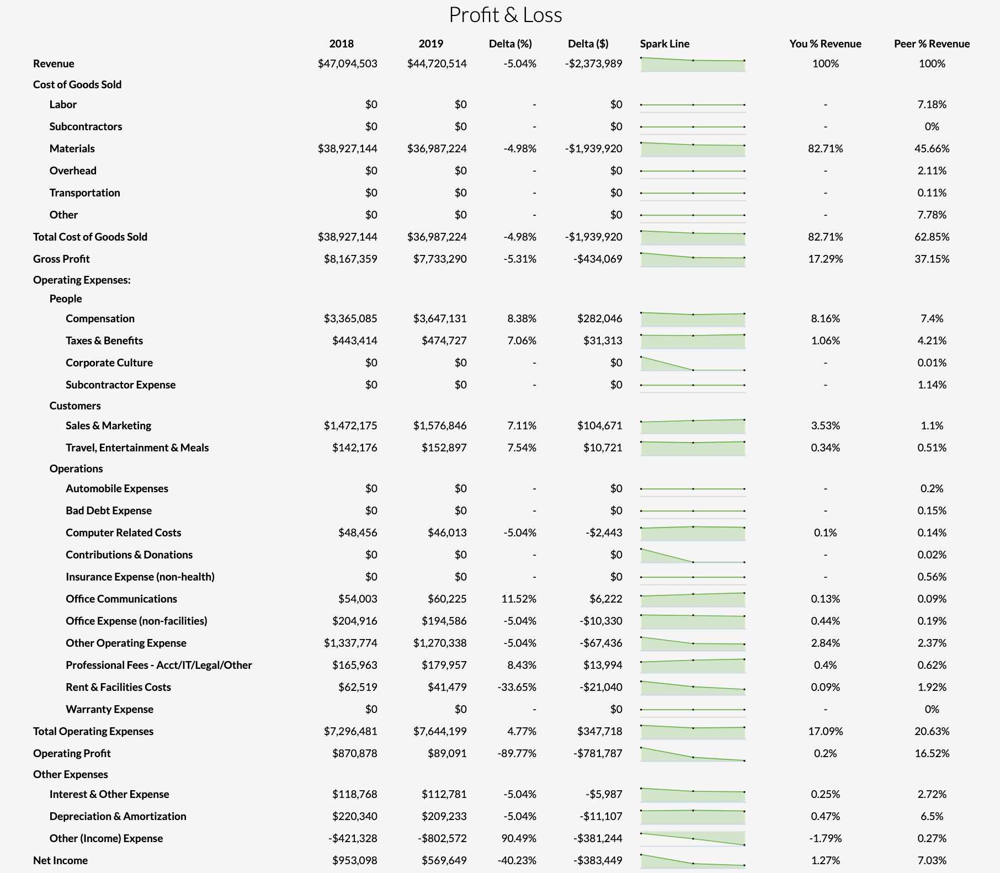 Profit & Loss
2018 2019 Delta (%) Delta ($) Spark Line You % Revenue Peer % Revenue
Revenue $47,094,503 $44,720,514 -5.04% -$2,373,989 100% 100%
Cost of Goods Sold
Labor $0 $0 - $0 - 7.18%
Subcontractors $0 $0 - $0 - 0%
Materials $38,927,144 $36,987,224 -4.98% -$1,939,920 82.71% 45.66%
Overhead $0 $0 - $0 - 2.11%
Transportation $0 $0 - $0 - 0.11%
Other $0 $0 - $0 - 7.78%
Total Cost of Goods Sold $38,927,144 $36,987,224 -4.98% -$1,939,920 82.71% 62.85%
Gross Profit $8,167,359 $7,733,290 -5.31% -$434,069 17.29% 37.15%
Operating Expenses:
People
Compensation $3,365,085 $3,647,131 8.38% $282,046 8.16% 7.4%
Taxes & Benefits $443,414 $474,727 7.06% $31,313 1.06% 4.21%
Corporate Culture $0 $0 - $0 - 0.01%
Subcontractor Expense $0 $0 - $0 - 1.14%
Customers
Sales & Marketing $1,472,175 $1,576,846 7.11% $104,671 3.53% 1.1%
Travel, Entertainment & Meals $142,176 $152,897 7.54% $10,721 0.34% 0.51%
Operations
Automobile Expenses $0 $0 - $0 - 0.2%
Bad Debt Expense $0 $0 - $0 - 0.15%
Computer Related Costs $48,456 $46,013 -5.04% -$2,443 0.1% 0.14%
Contributions & Donations $0 $0 - $0 - 0.02%
Insurance Expense (non-health) $0 $0 - $0 - 0.56%
Office Communications $54,003 $60,225 11.52% $6,222 0.13% 0.09%
Office Expense (non-facilities) $204,916 $194,586 -5.04% -$10,330 0.44% 0.19%
Other Operating Expense $1,337,774 $1,270,338 -5.04% -$67,436 2.84% 2.37%
Professional Fees - Acct/IT/Legal/Other $165,963 $179,957 8.43% $13,994 0.4% 0.62%
Rent & Facilities Costs $62,519 $41,479 -33.65% -$21,040 0.09% 1.92%
Warranty Expense $0 $0 - $0 - 0%
Total Operating Expenses $7,296,481 $7,644,199 4.77% $347,718 17.09% 20.63%
Operating Profit $870,878 $89,091 -89.77% -$781,787 0.2% 16.52%
Other Expenses
Interest & Other Expense $118,768 $112,781 -5.04% -$5,987 0.25% 2.72%
Depreciation & Amortization $220,340 $209,233 -5.04% -$11,107 0.47% 6.5%
Other (Income) Expense -$421,328 -$802,572 90.49% -$381,244 -1.79% 0.27%
Net Income $953,098 $569,649 -40.23% -$383,449 1.27% 7.03%